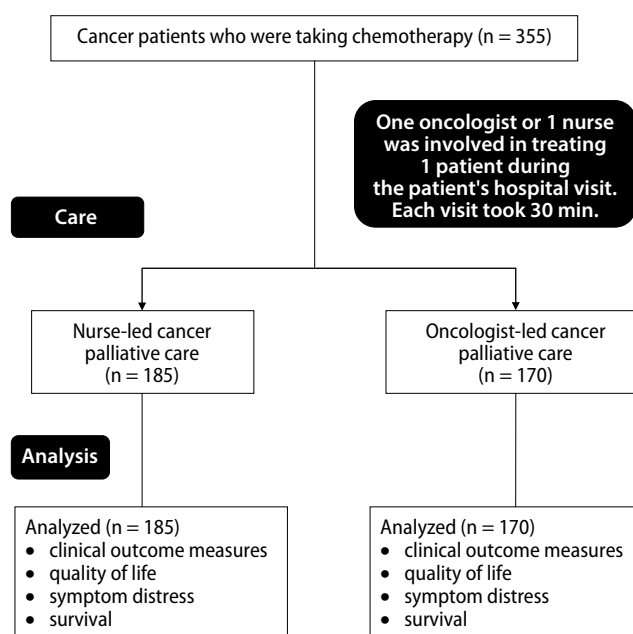 Cancer patients who were taking chemotherapy (n = 355)
One oncologist or 1 nurse
was involved in treating
1 patient during
the patient's hospital visit.
Each visit took 30 min.
Care
Nurse-led cancer
palliative care
(n = 185)
Oncologist-led cancer
palliative care
(n = 170)
Analysis
Analyzed (n = 185)
• clinical outcome measures
• quality of life
• symptom distress
• survival
Analyzed (n = 170)
• clinical outcome measures
• quality of life
• symptom distress
• survival